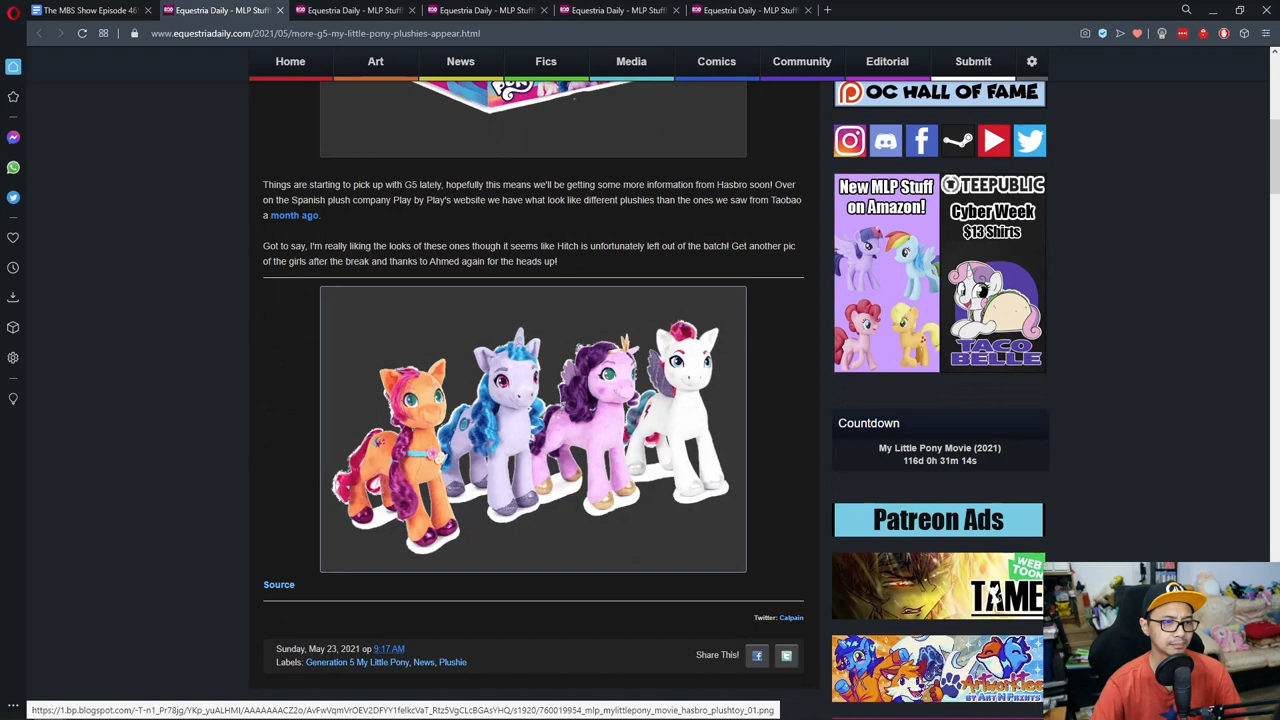 The MBS Show Episode 46
Equestria Daily - MLP Stuff!
Equestria Daily - MLP Stuff!
Equestria Daily - MLP Stuff!
Equestria Daily - MLP Stuff!
Equestria Daily - MLP Stuff!
www.equestriadaily.com/2021/05/more-g5-my-little-pony-plushies-appear.html
Home
Art
News
Fics
Media
Comics
Community
Editorial
Submit
OC HALL OF FAME
Things are starting to pick up with G5 lately, hopefully this means we'll be getting some more information from Hasbro soon! Over
on the Spanish plush company Play by Play's website we have what look like different plushies than the ones we saw from Taobao
a month ago.
Got to say, I'm really liking the looks of these ones though it seems like Hitch is unfortunately left out of the batch! Get another pic
of the girls after the break and thanks to Ahmed again for the heads up!
New MLP Stuff
on Amazon!
TEEPUBLIC
Cyber Week
$13 Shirts
TACO
BELLE
Countdown
My Little Pony Movie (2021)
116d 0h 31m 14s
Patreon Ads
WEB
TOON
TAME
Artworkies
BY ART N PRINTS
Source
Twitter: Calpain
Sunday, May 23, 2021 op 9:17 AM
Labels: Generation 5 My Little Pony, News, Plushie
Share This!